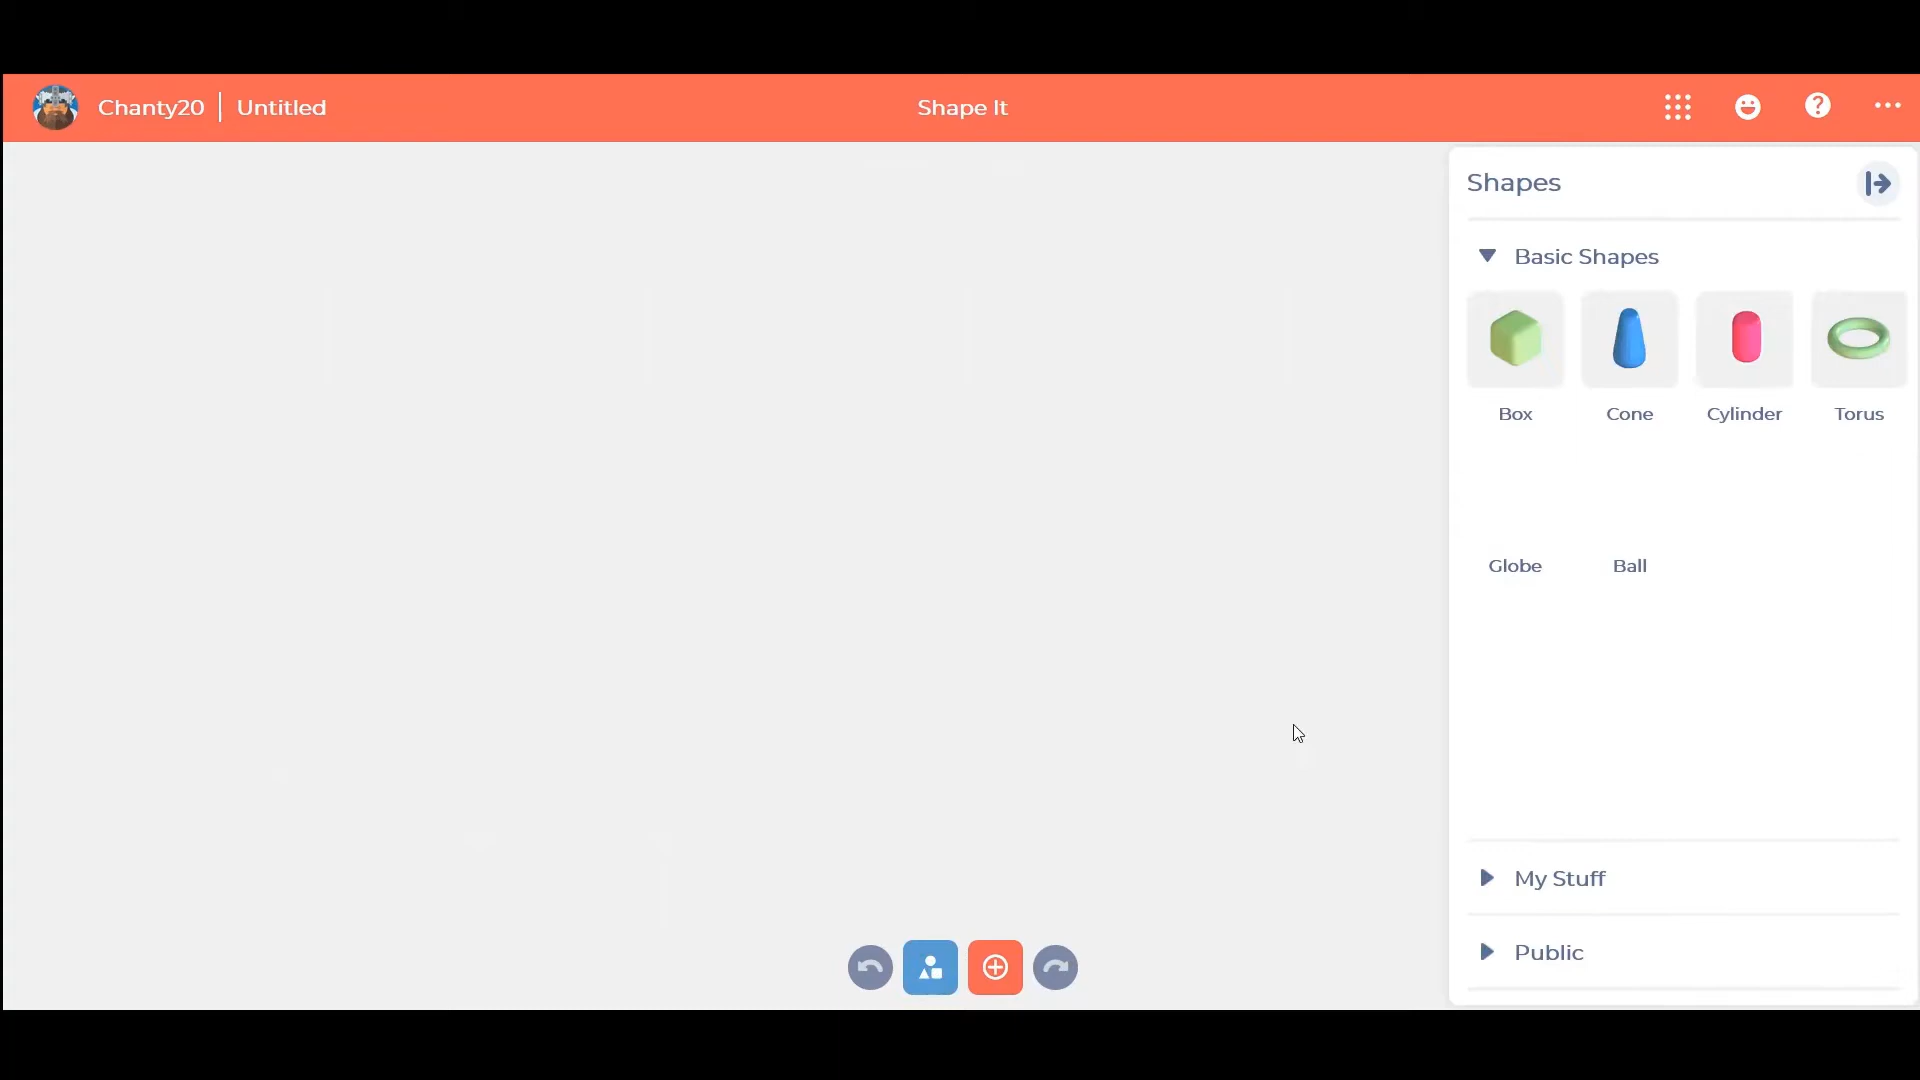 Chanty20 | Untitled
Shape It
Shapes
Basic Shapes
Box Cone Cylinder Torus
Globe Ball
My Stuff
Public